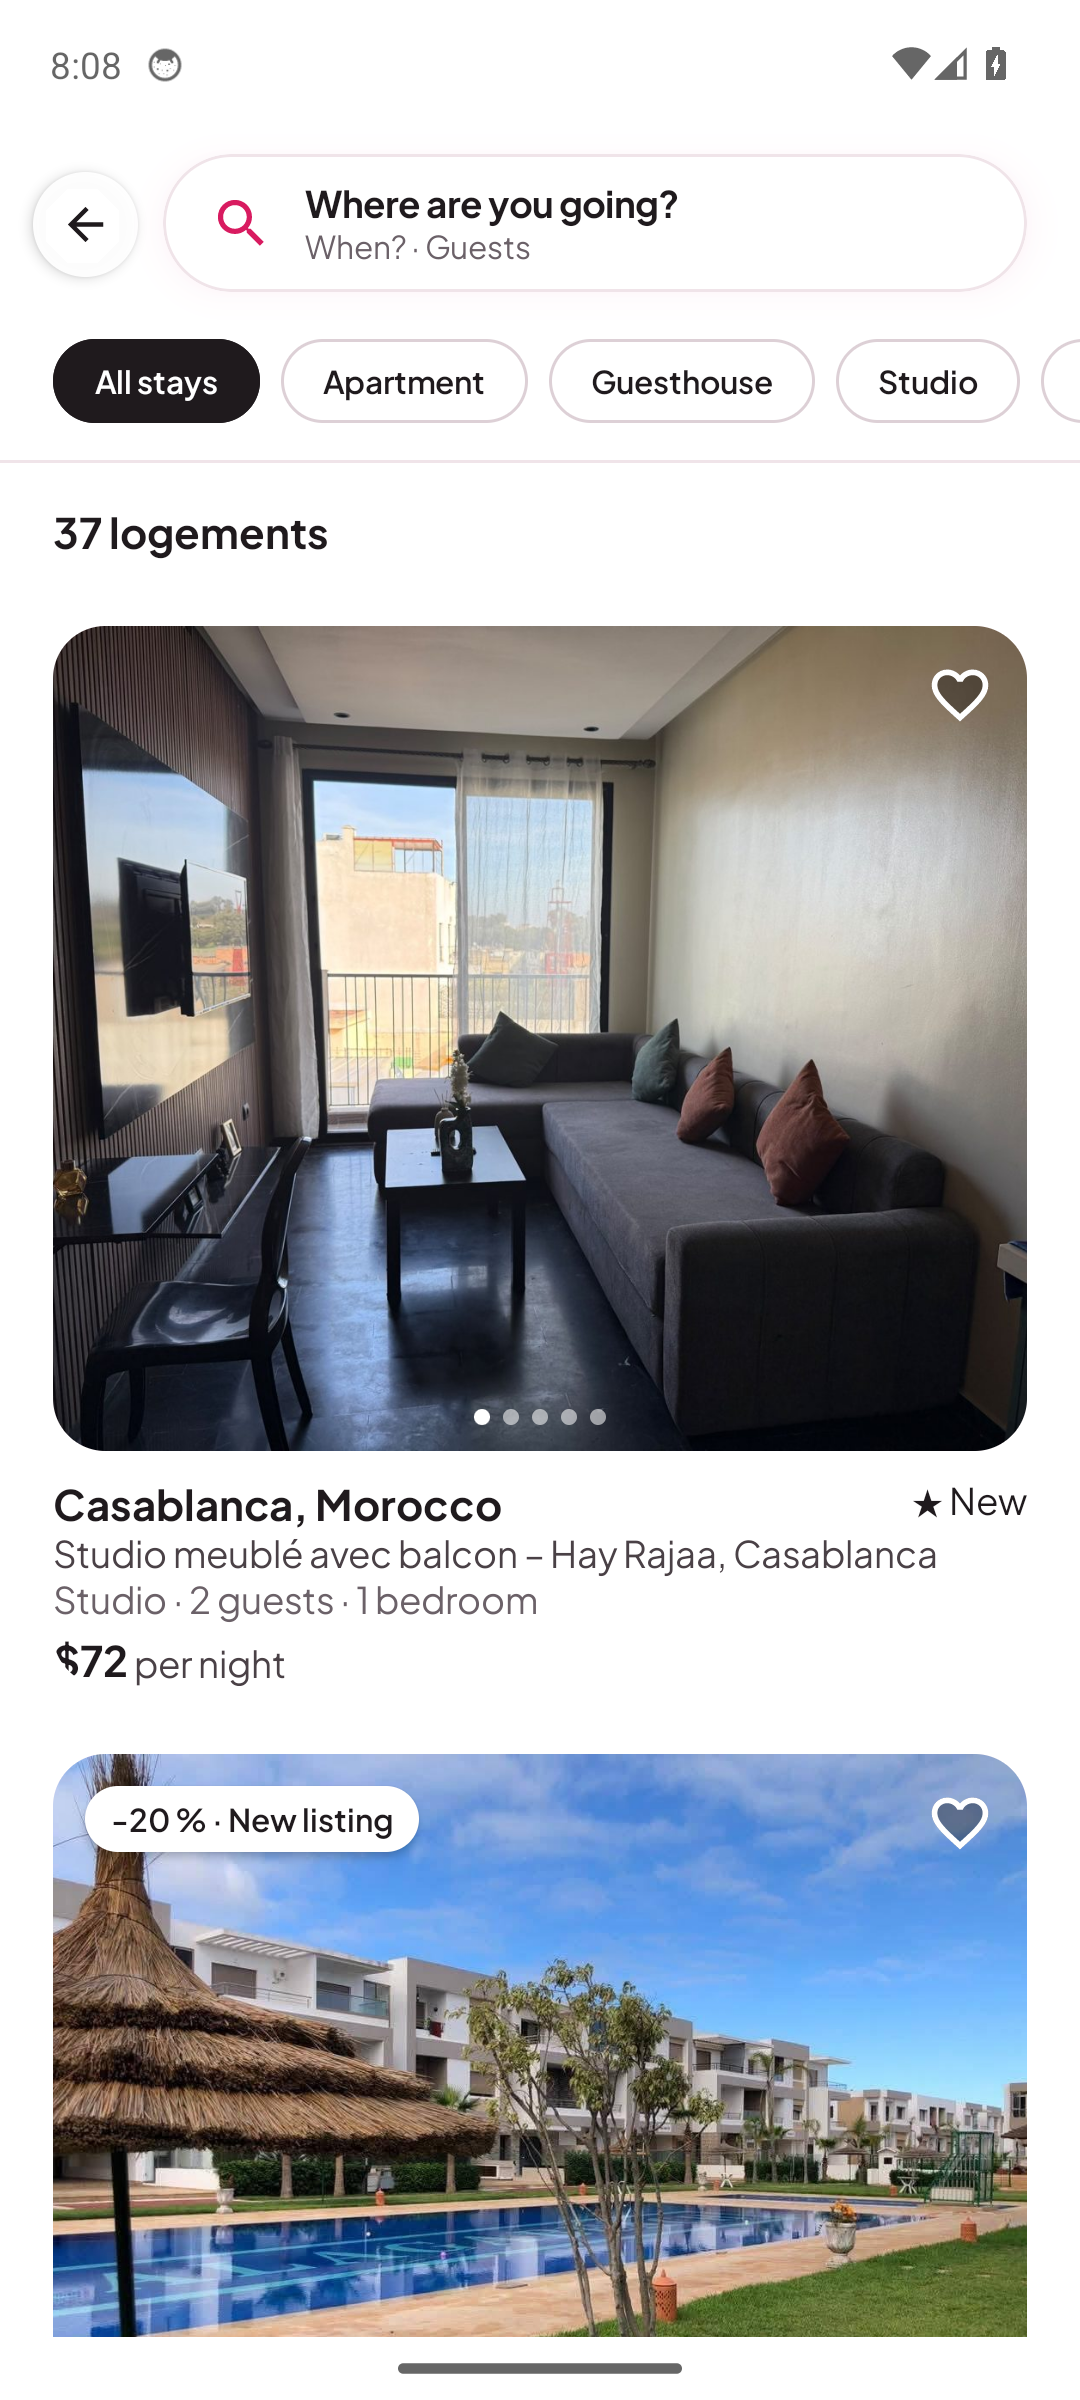 8:08
Where are you going?
When? · Guests
All stays
Apartment
Guesthouse
Studio
37 logements
Casablanca, Morocco
★ New
Studio meublé avec balcon – Hay Rajaa, Casablanca
Studio · 2 guests · 1 bedroom
$72 per night
-20 % · New listing